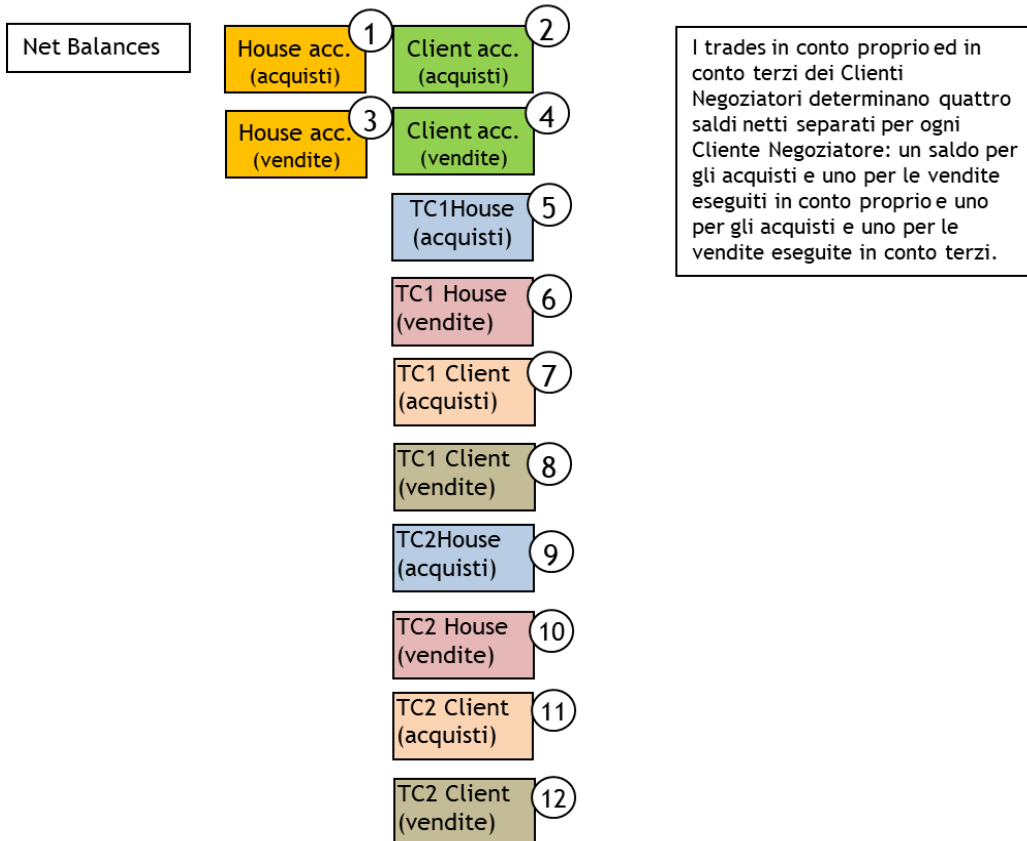 Net Balances
House acc.
(acquisti)
1
Client acc.
(acquisti)
2
House acc.
(vendite)
3
Client acc.
(vendite)
4
TC1House
(acquisti)
5
TC1 House
(vendite)
6
TC1 Client
(acquisti)
7
TC1 Client
(vendite)
8
TC2House
(acquisti)
9
TC2 House
(vendite)
10
TC2 Client
(acquisti)
11
TC2 Client
(vendite)
12
I trades in conto proprio ed in
conto terzi dei Clienti
Negoziatori determinano quattro
saldi netti separati per ogni
Cliente Negoziatore: un saldo per
gli acquisti e uno per le vendite
eseguiti in conto proprio e uno
per gli acquisti e uno per le
vendite eseguite in conto terzi.